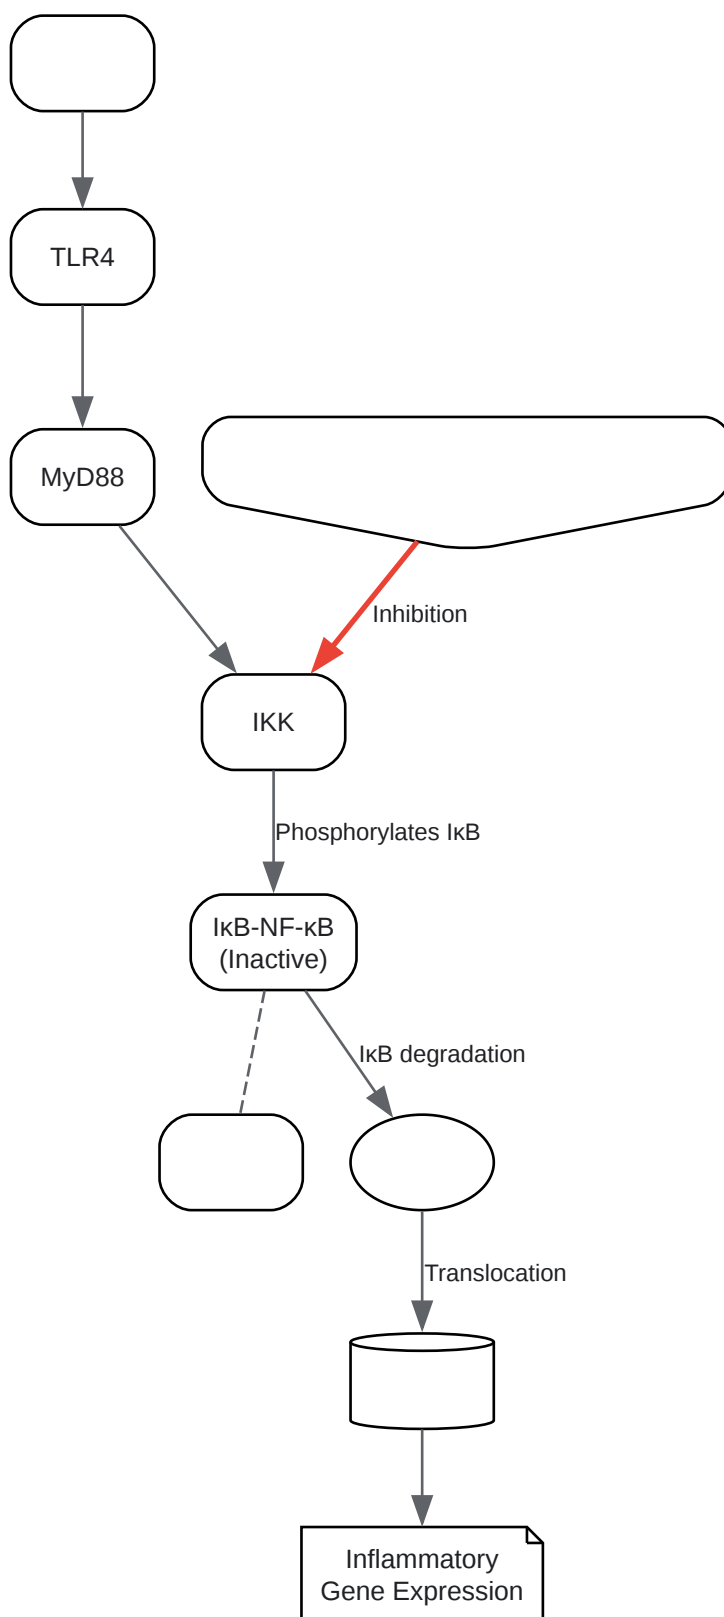 TLR4
MyD88
Inhibition
IKK
Phosphorylates IκB
IκB-NF-κB
(Inactive)
IκB degradation
Translocation
Inflammatory
Gene Expression